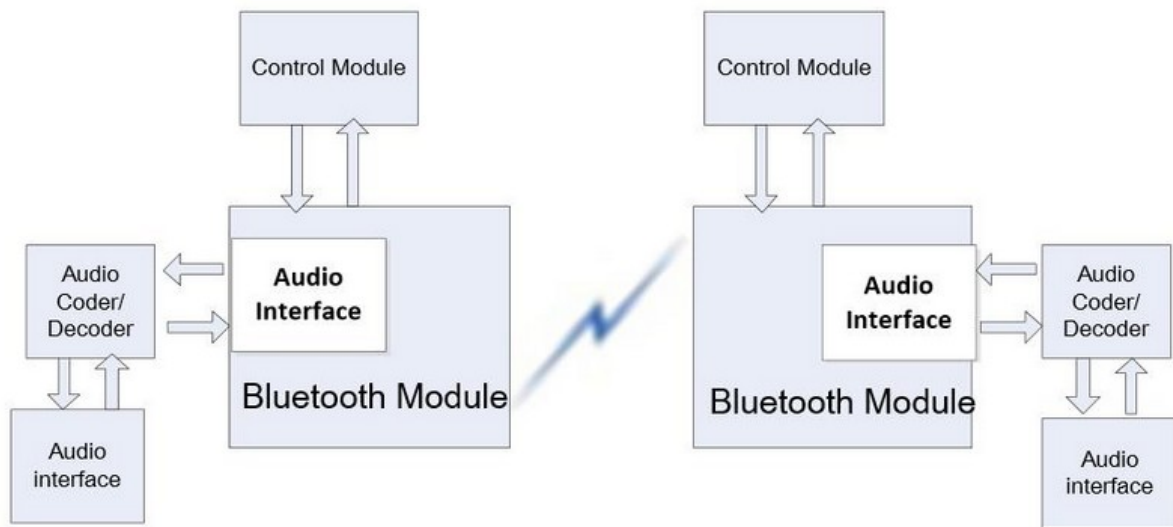 Control Module
Control Module
Audio
Coder/
Decoder
Audio
Interface
Bluetooth Module
Audio
interface
Audio
Interface
Bluetooth Module
Audio
Coder/
Decoder
Audio
interface